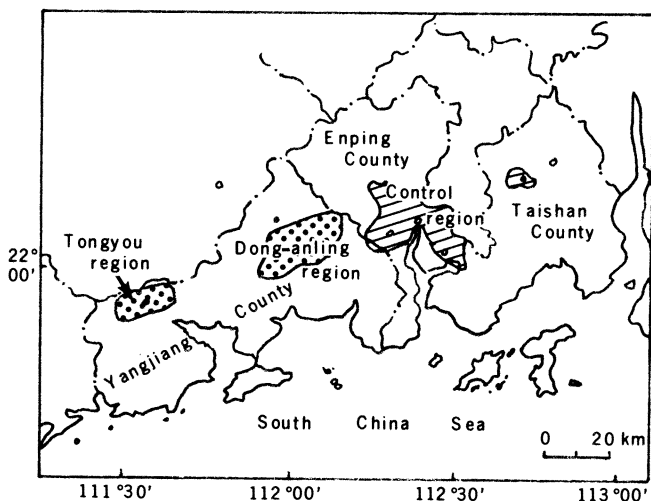 Enping
County
Control
region
Taishan
County
22°
00'
Tongyou
region
Dong-anling
region
Yangjiang
County
South China Sea
0 20 km
111°30' 112°00' 112°30' 113°00'